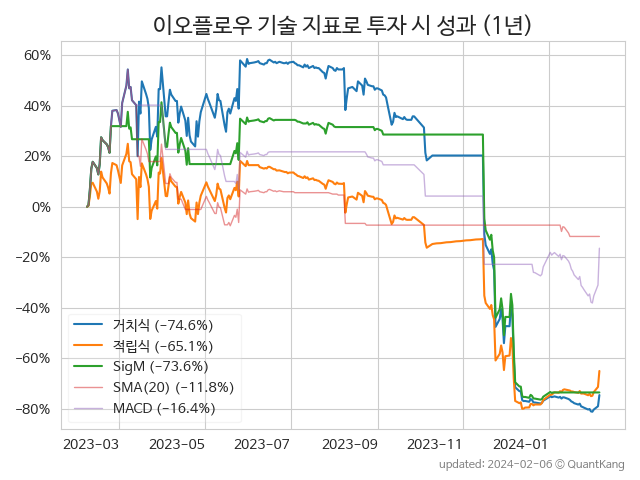 이오플로우 기술 지표로 투자 시 성과 (1년)
60%
40%
20%
0%
−20%
−40%
−60%
−80%
거치식 (−74.6%)
적립식 (−65.1%)
SigM (−73.6%)
SMA(20) (−11.8%)
MACD (−16.4%)
2023-03 2023-05 2023-07 2023-09 2023-11 2024-01
updated: 2024-02-06 © QuantKang